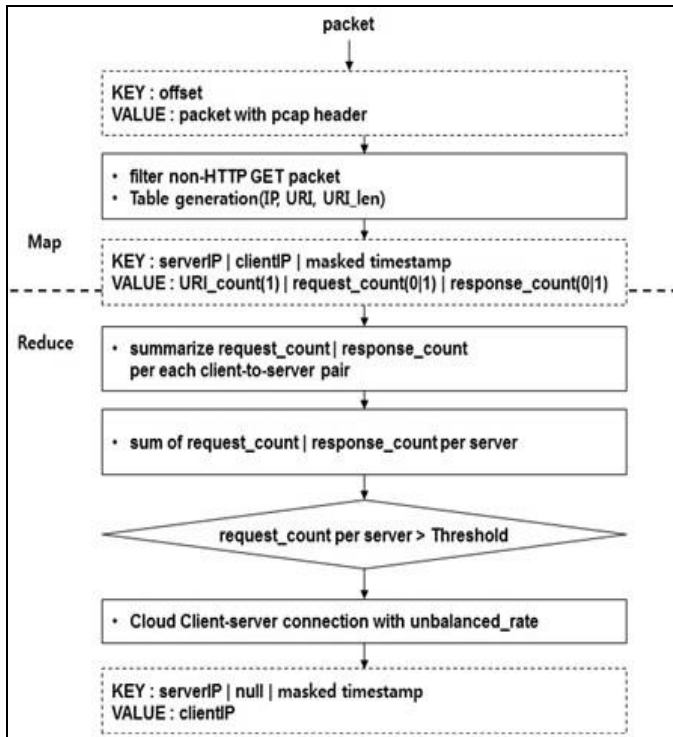 packet
KEY : offset
VALUE : packet with pcap header
• filter non-HTTP GET packet
• Table generation(IP, URI, URI_len)
Map
KEY : serverIP | clientIP | masked timestamp
VALUE : URI_count(1) | request_count(0|1) | response_count(0|1)
Reduce
• summarize request_count | response_count
per each client-to-server pair
• sum of request_count | response_count per server
request_count per server > Threshold
• Cloud Client-server connection with unbalanced_rate
KEY : serverIP | null | masked timestamp
VALUE : clientIP